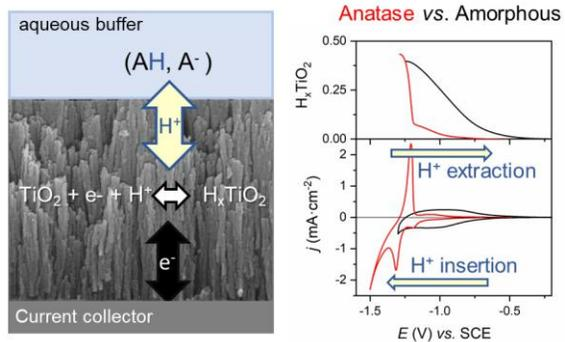 aqueous buffer
(AH, A⁻ )
H⁺
TiO₂ + e- + H⁺ HₓTiO₂
e⁻
Current collector
Anatase vs. Amorphous
HₓTiO₂
0.50
0.25
0.00
j (mA·cm⁻²)
2
1
0
-1
-2
H⁺ extraction
H⁺ insertion
-1.5 -1.0 -0.5
E (V) vs. SCE